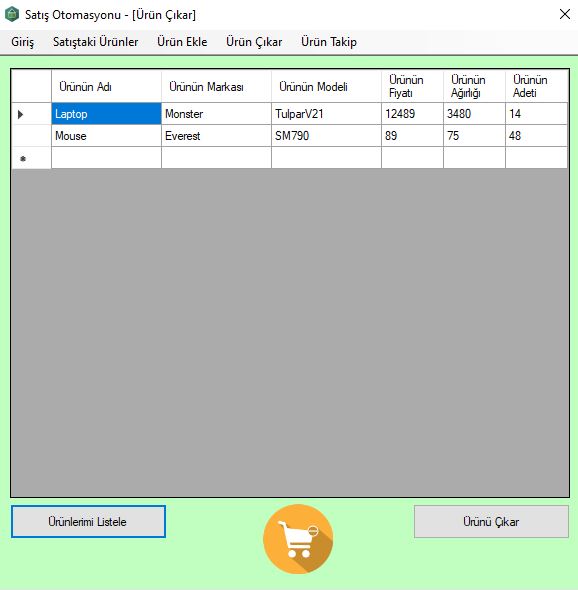 Satış Otomasyonu - [Ürün Çıkar]
Giriş Satıştaki Ürünler Ürün Ekle Ürün Çıkar Ürün Takip
Ürünün Adı Ürünün Markası Ürünün Modeli Ürünün Fiyatı Ürünün Ağırlığı Ürünün Adeti
Laptop Monster TulparV21 12489 3480 14
Mouse Everest SM790 89 75 48
Ürünlerimi Listele Ürünü Çıkar